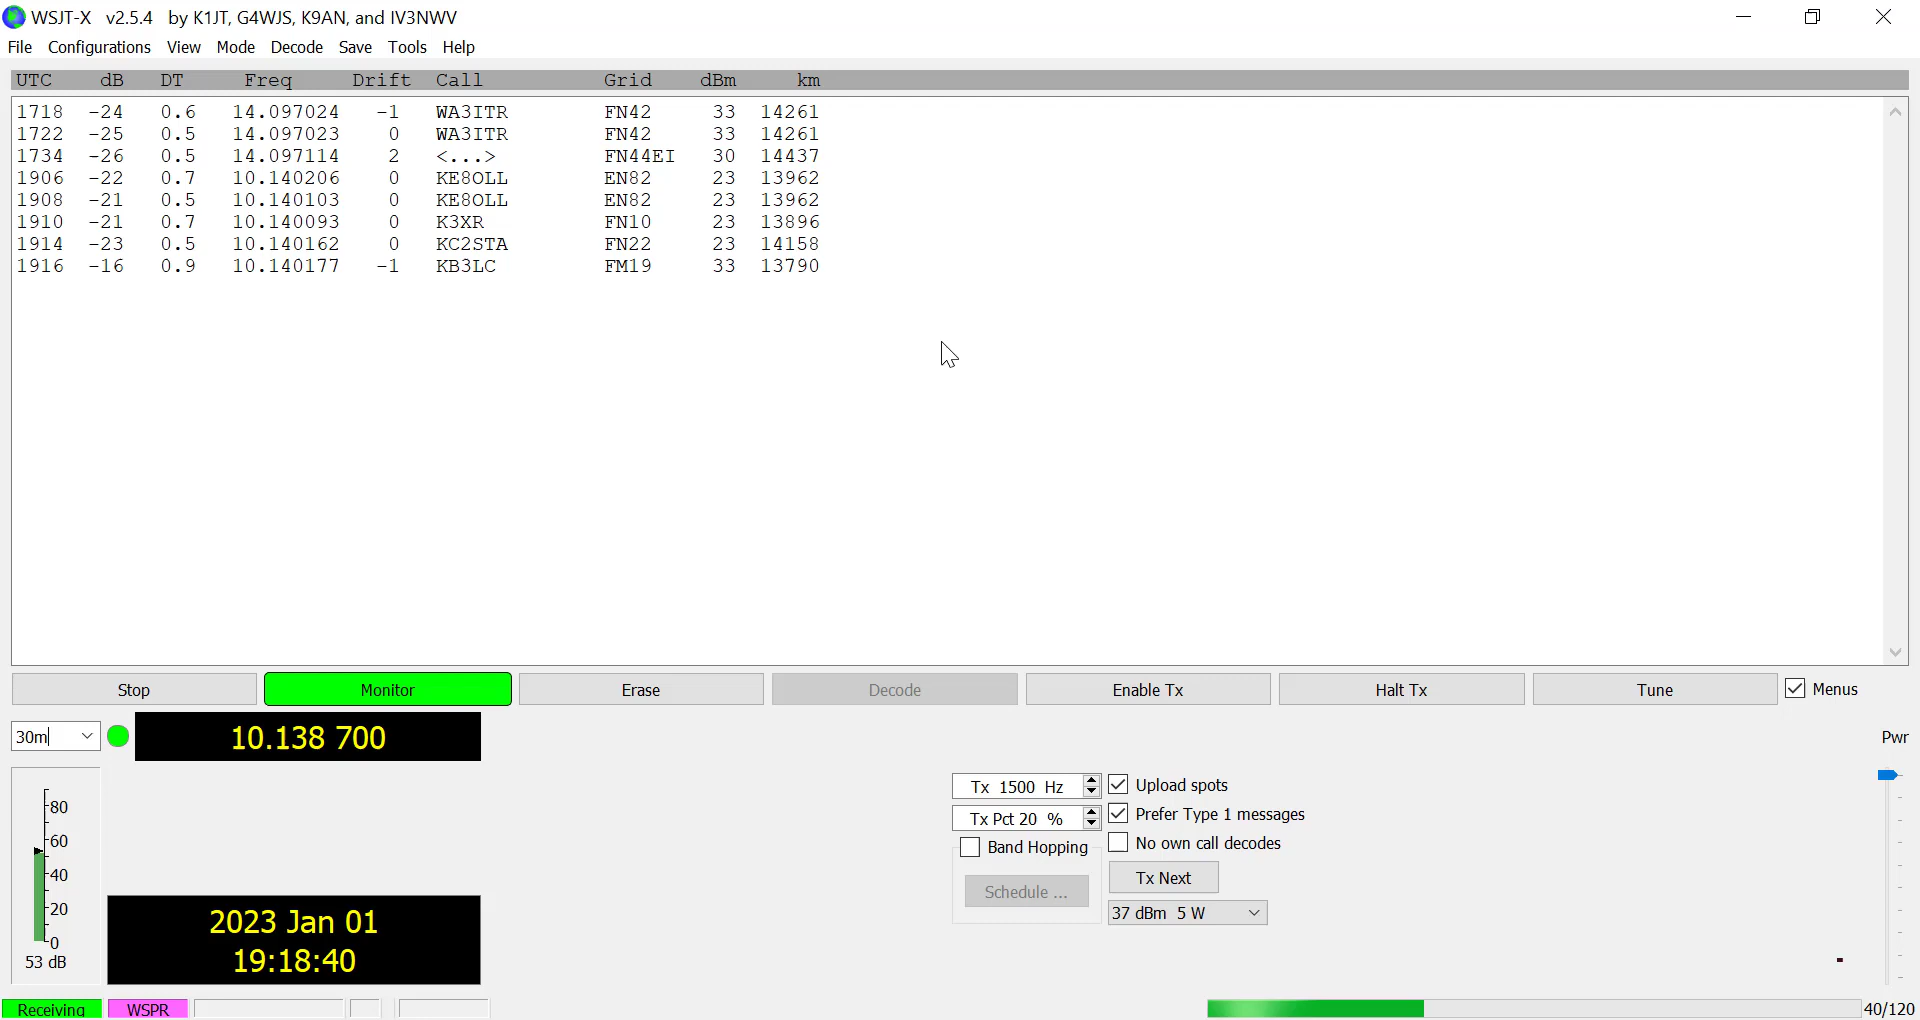 WSJT-X v2.5.4 by K1JT, G4WJS, K9AN, and IV3NWV
File Configurations View Mode Decode Save Tools Help
UTC dB DT Freq Drift Call Grid dBm km
1718 -24 0.6 14.097024 -1 WA3ITR FN42 33 14261
1722 -25 0.5 14.097023 0 WA3ITR FN42 33 14261
1734 -26 0.5 14.097114 2 <...> FN44EI 30 14437
1906 -22 0.7 10.140206 0 KE8OLL EN82 23 13962
1908 -21 0.5 10.140103 0 KE8OLL EN82 23 13962
1910 -21 0.7 10.140093 0 K3XR FN10 23 13896
1914 -23 0.5 10.140162 0 KC2STA FN22 23 14158
1916 -16 0.9 10.140177 -1 KB3LC FM19 33 13790
Stop Monitor Erase Decode Enable Tx Halt Tx Tune Menus
30m 10.138 700 Pwr
Tx 1500 Hz Upload spots
Tx Pct 20 % Prefer Type 1 messages
Band Hopping No own call decodes
Schedule ... Tx Next
37 dBm 5 W
80
60
40
20
0
53 dB
2023 Jan 01
19:18:40
Receiving WSPR 40/120